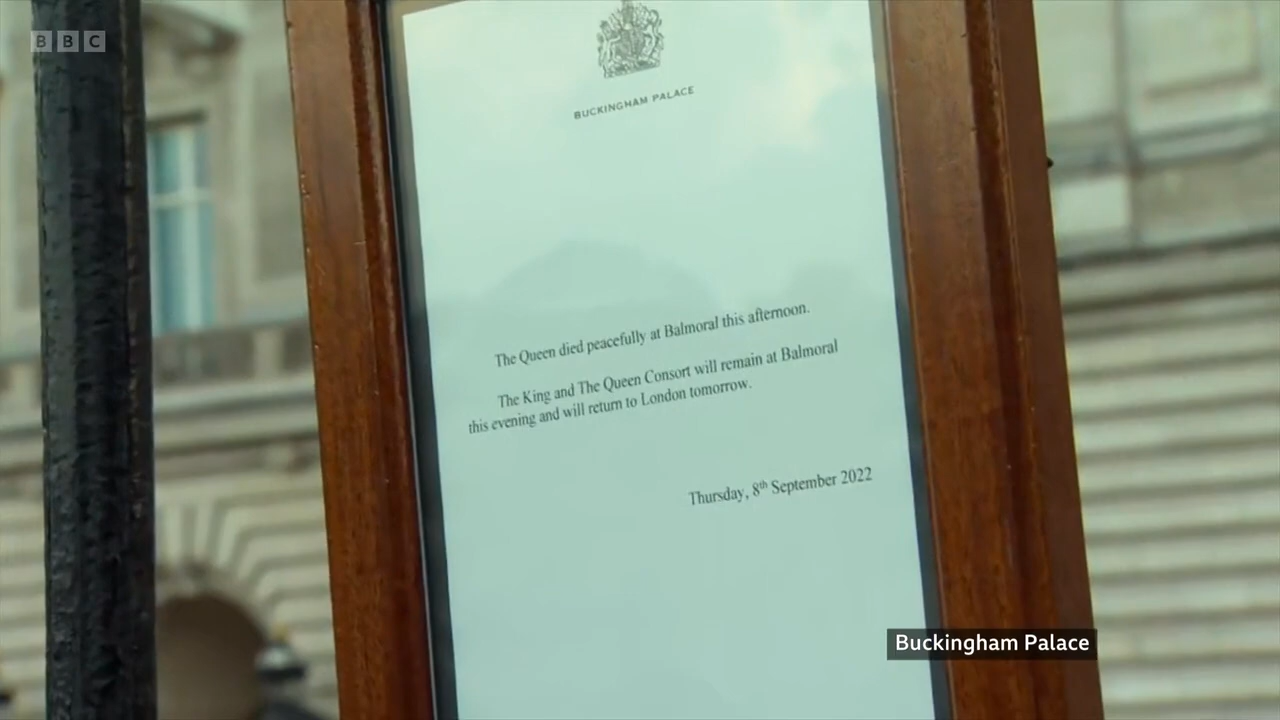 BBC
BUCKINGHAM PALACE
The Queen died peacefully at Balmoral this afternoon.
The King and The Queen Consort will remain at Balmoral
this evening and will return to London tomorrow.
Thursday, 8th September 2022
Buckingham Palace